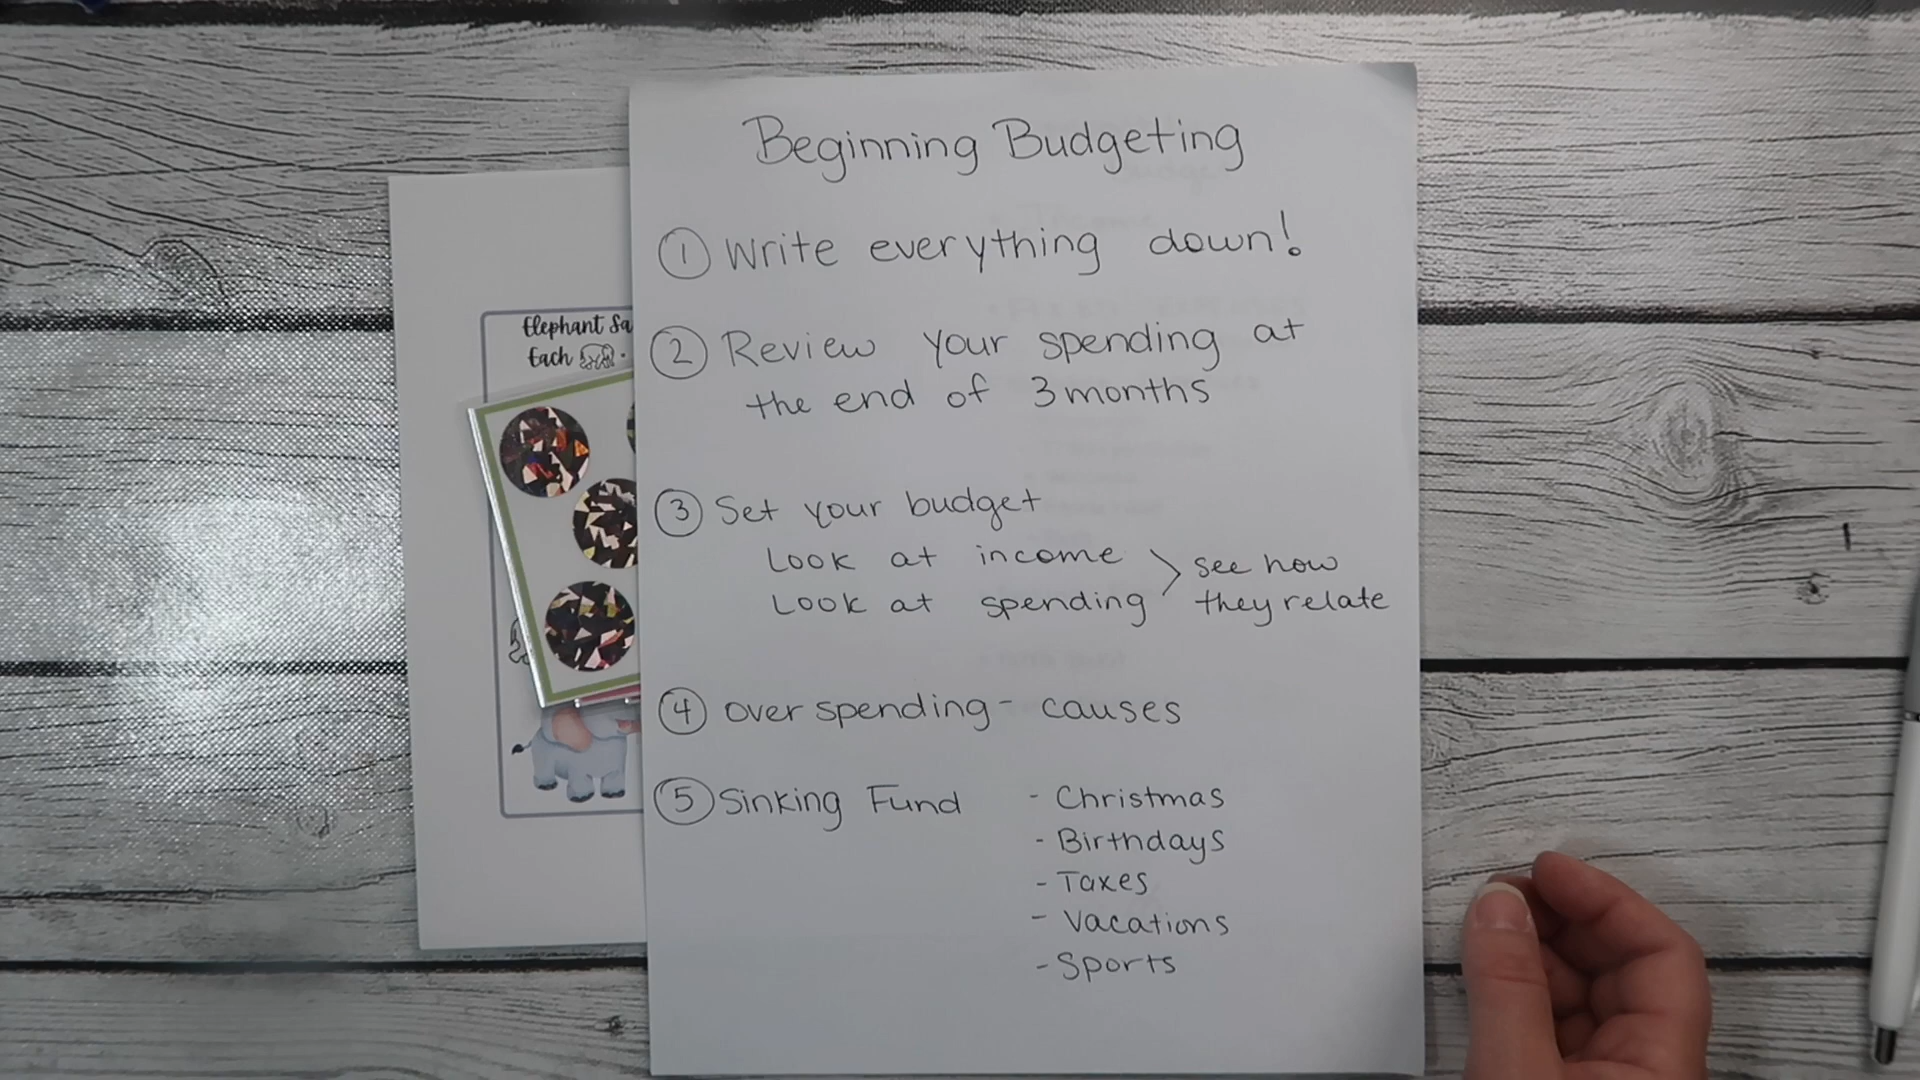 Beginning Budgeting
① Write everything down!
② Review your spending at
the end of 3 months
③ Set your budget
Look at income > see how
Look at spending they relate
④ over spending - causes
⑤ Sinking Fund - Christmas
- Birthdays
- Taxes
- Vacations
- Sports
Elephant
Each